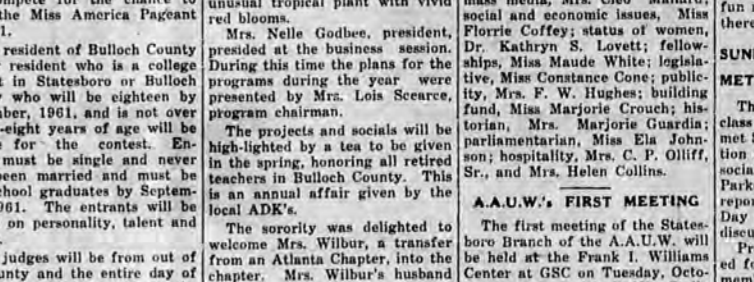 the Miss America Pageant
1.
resident of Bulloch County
resident who is a college
t in Statesboro or Bulloch
who will be eighteen by
ber, 1961, and is not over
-eight years of age will be
for the contest. En-
must be single and never
been married and must be
chool graduates by Septem-
961. The entrants will be
on personality, talent and
judges will be from out of
unty and the entire day of
unusual tropical plant with vivid
red blooms.
Mrs. Nelle Godbee, president,
presided at the business session.
During this time the plans for the
programs during the year were
presented by Mrs. Lois Scearce,
program chairman.
The projects and socials will be
high-lighted by a tea to be given
in the spring, honoring all retired
teachers in Bulloch County. This
is an annual affair given by the
local ADK's.
The sorority was delighted to
welcome Mrs. Wilbur, a transfer
from an Atlanta Chapter, into the
chapter. Mrs. Wilbur's husband
social and economic issues, Miss
Florrie Coffey; status of women,
Dr. Kathryn S. Lovett; fellow-
ships, Miss Maude White; legisla-
tive, Miss Constance Cone; public-
ity, Mrs. F. W. Hughes; building
fund, Miss Marjorie Crouch; his-
torian, Mrs. Marjorie Guardia;
parliamentarian, Miss Ela John-
son; hospitality, Mrs. C. P. Olliff,
Sr., and Mrs. Helen Collins.
A.A.U.W.'s FIRST MEETING
The first meeting of the States-
boro Branch of the A.A.U.W. will
be held at the Frank I. Williams
Center at GSC on Tuesday, Octo-
fun
there
SUN
MET
Th
class
met
tion
socia
Park
repor
Day
discu
Pr
ed fo